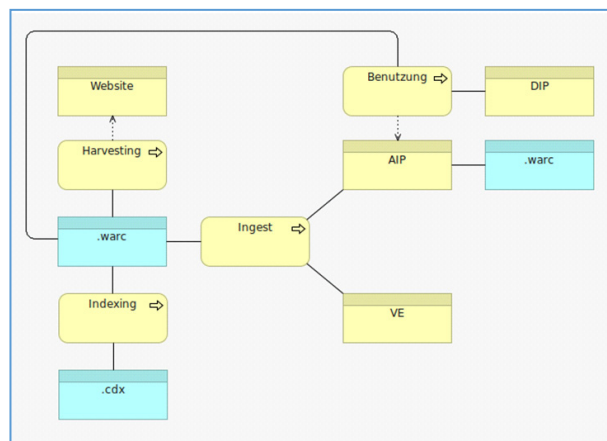 Website
Benutzung
DIP
Harvesting
AIP
.warc
.warc
Ingest
Indexing
VE
.cdx